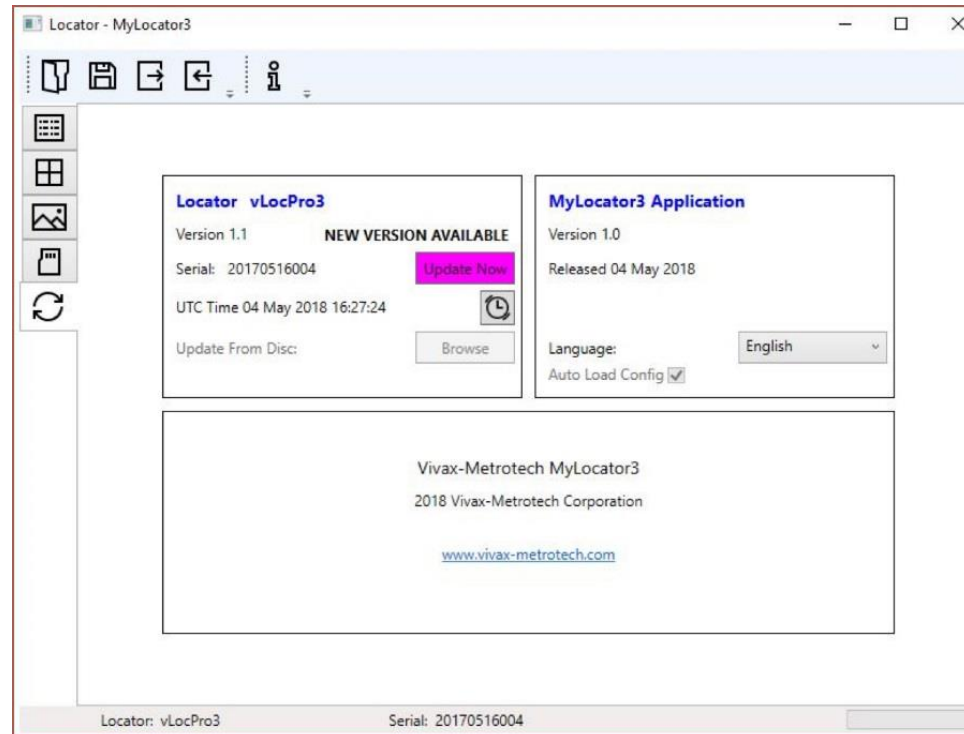 Locator - MyLocator3
Locator vLocPro3
Version 1.1 NEW VERSION AVAILABLE
Serial: 20170516004 Update Now
UTC Time 04 May 2018 16:27:24
Update From Disc: Browse
MyLocator3 Application
Version 1.0
Released 04 May 2018
Language: English
Auto Load Config
Vivax-Metrotech MyLocator3
2018 Vivax-Metrotech Corporation
www.vivax-metrotech.com
Locator: vLocPro3 Serial: 20170516004